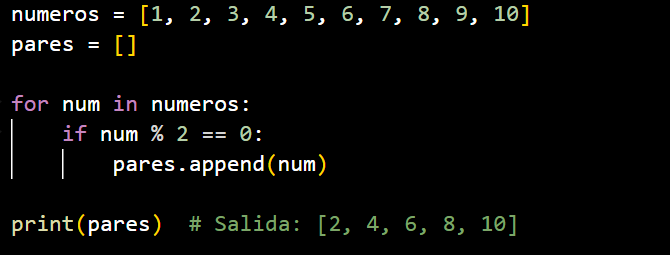 numeros = [1, 2, 3, 4, 5, 6, 7, 8, 9, 10]
pares = []

for num in numeros:
    if num % 2 == 0:
        pares.append(num)

print(pares)  # Salida: [2, 4, 6, 8, 10]